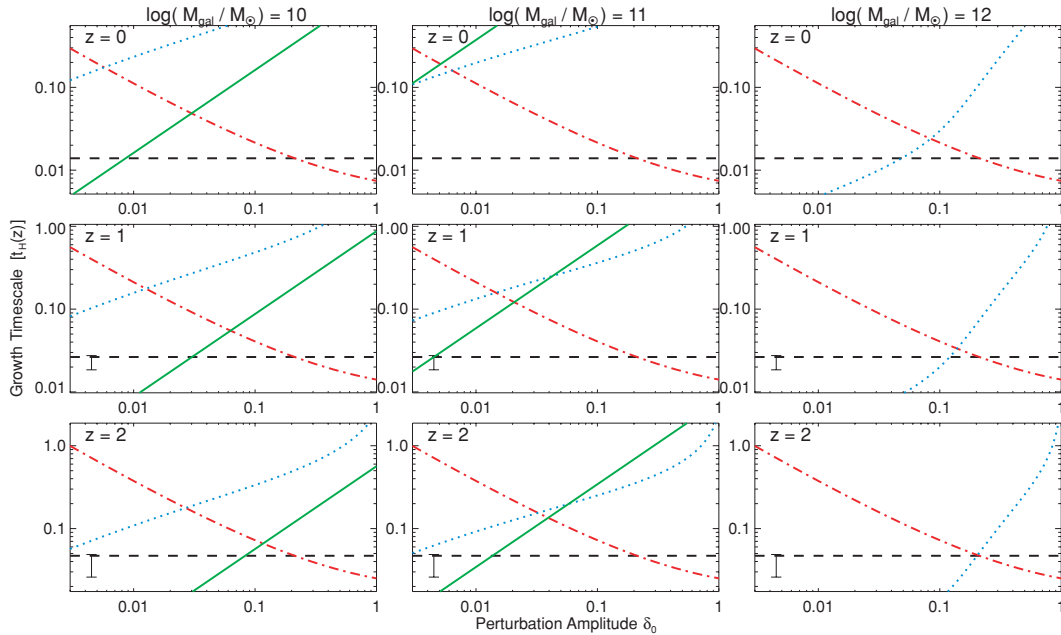 log( M_gal / M_☉ ) = 10
log( M_gal / M_☉ ) = 11
log( M_gal / M_☉ ) = 12
z = 0
z = 0
z = 0
0.10
0.01
0.10
0.01
0.10
0.01
0.01 0.1 1
0.01 0.1 1
0.01 0.1 1
Growth Timescale [t_H(z)]
z = 1
z = 1
z = 1
1.00
0.10
0.01
1.00
0.10
0.01
1.00
0.10
0.01
0.01 0.1 1
0.01 0.1 1
0.01 0.1 1
z = 2
z = 2
z = 2
1.0
0.1
1.0
0.1
1.0
0.1
0.01 0.1 1
0.01 0.1 1
0.01 0.1 1
Perturbation Amplitude δ_0